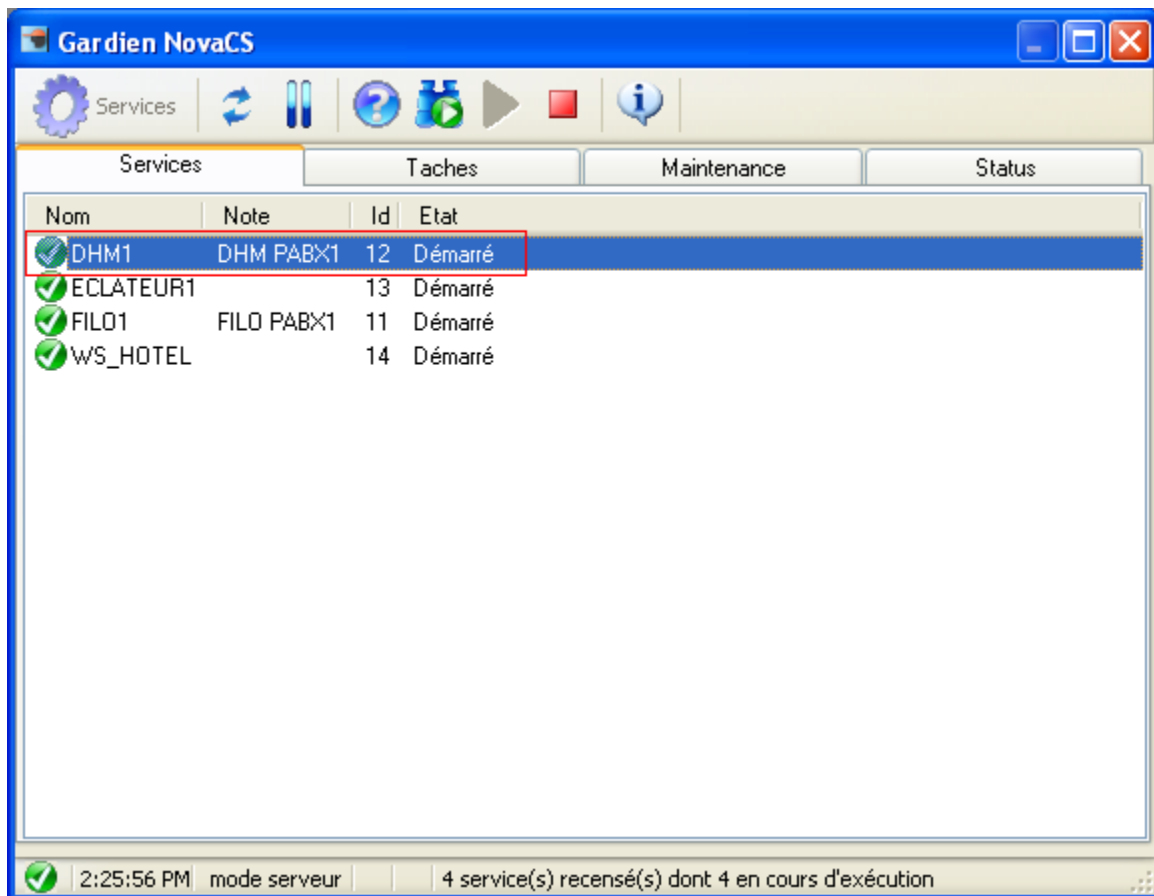 Gardien NovaCS
Services
Services Taches Maintenance Status
Nom Note Id Etat
DHM1 DHM PABX1 12 Démarré
ECLATEUR1 13 Démarré
FILO1 FILO PABX1 11 Démarré
WS_HOTEL 14 Démarré
2:25:56 PM mode serveur 4 service(s) recensé(s) dont 4 en cours d'exécution